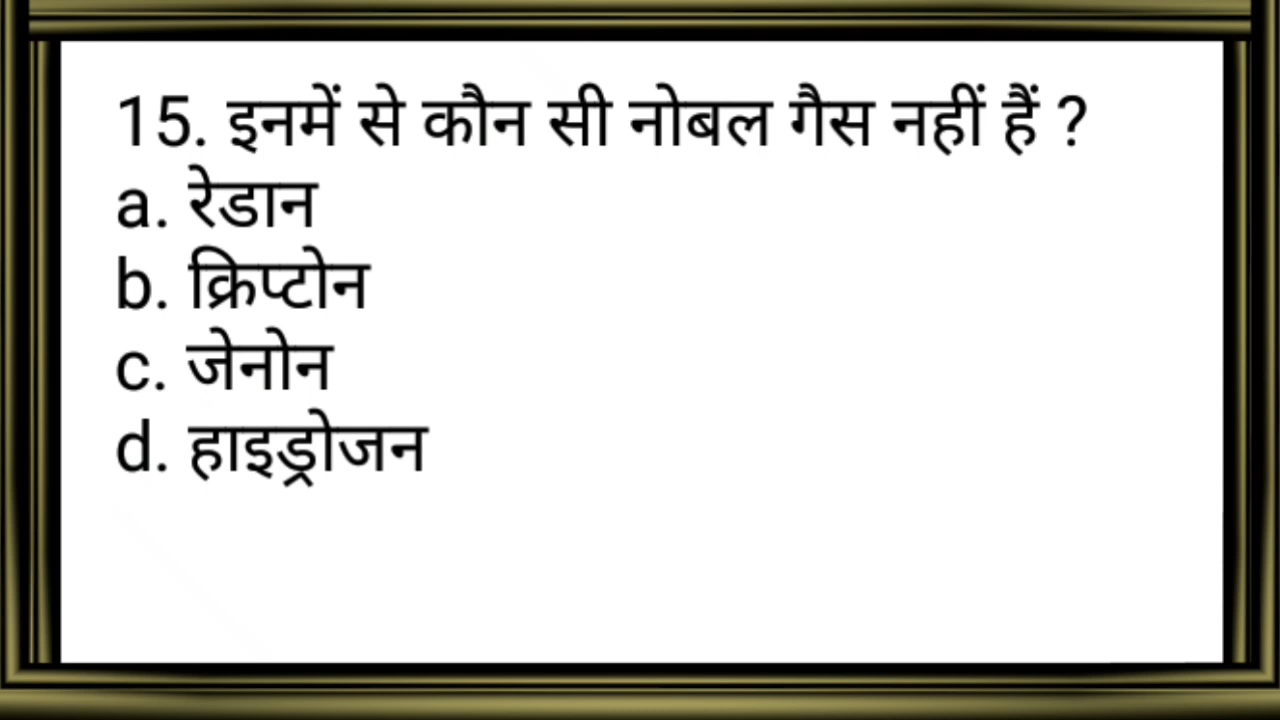 15. इनमें से कौन सी नोबल गैस नहीं हैं ?
a. रेडान
b. क्रिप्टोन
c. जेनोन
d. हाइड्रोजन